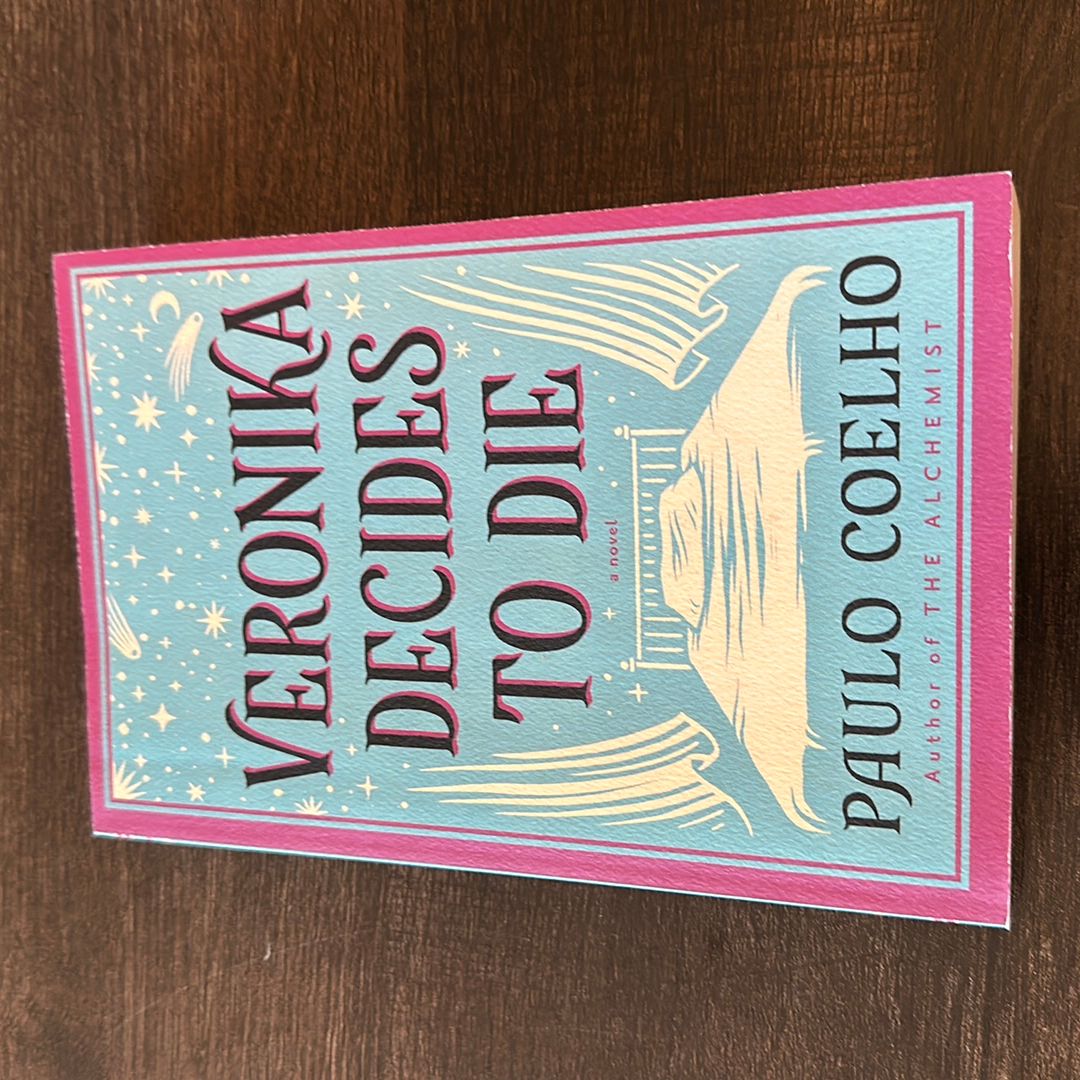 VERONIKA
DECIDES
TO DIE
a novel
PAULO COELHO
Author of THE ALCHEMIST